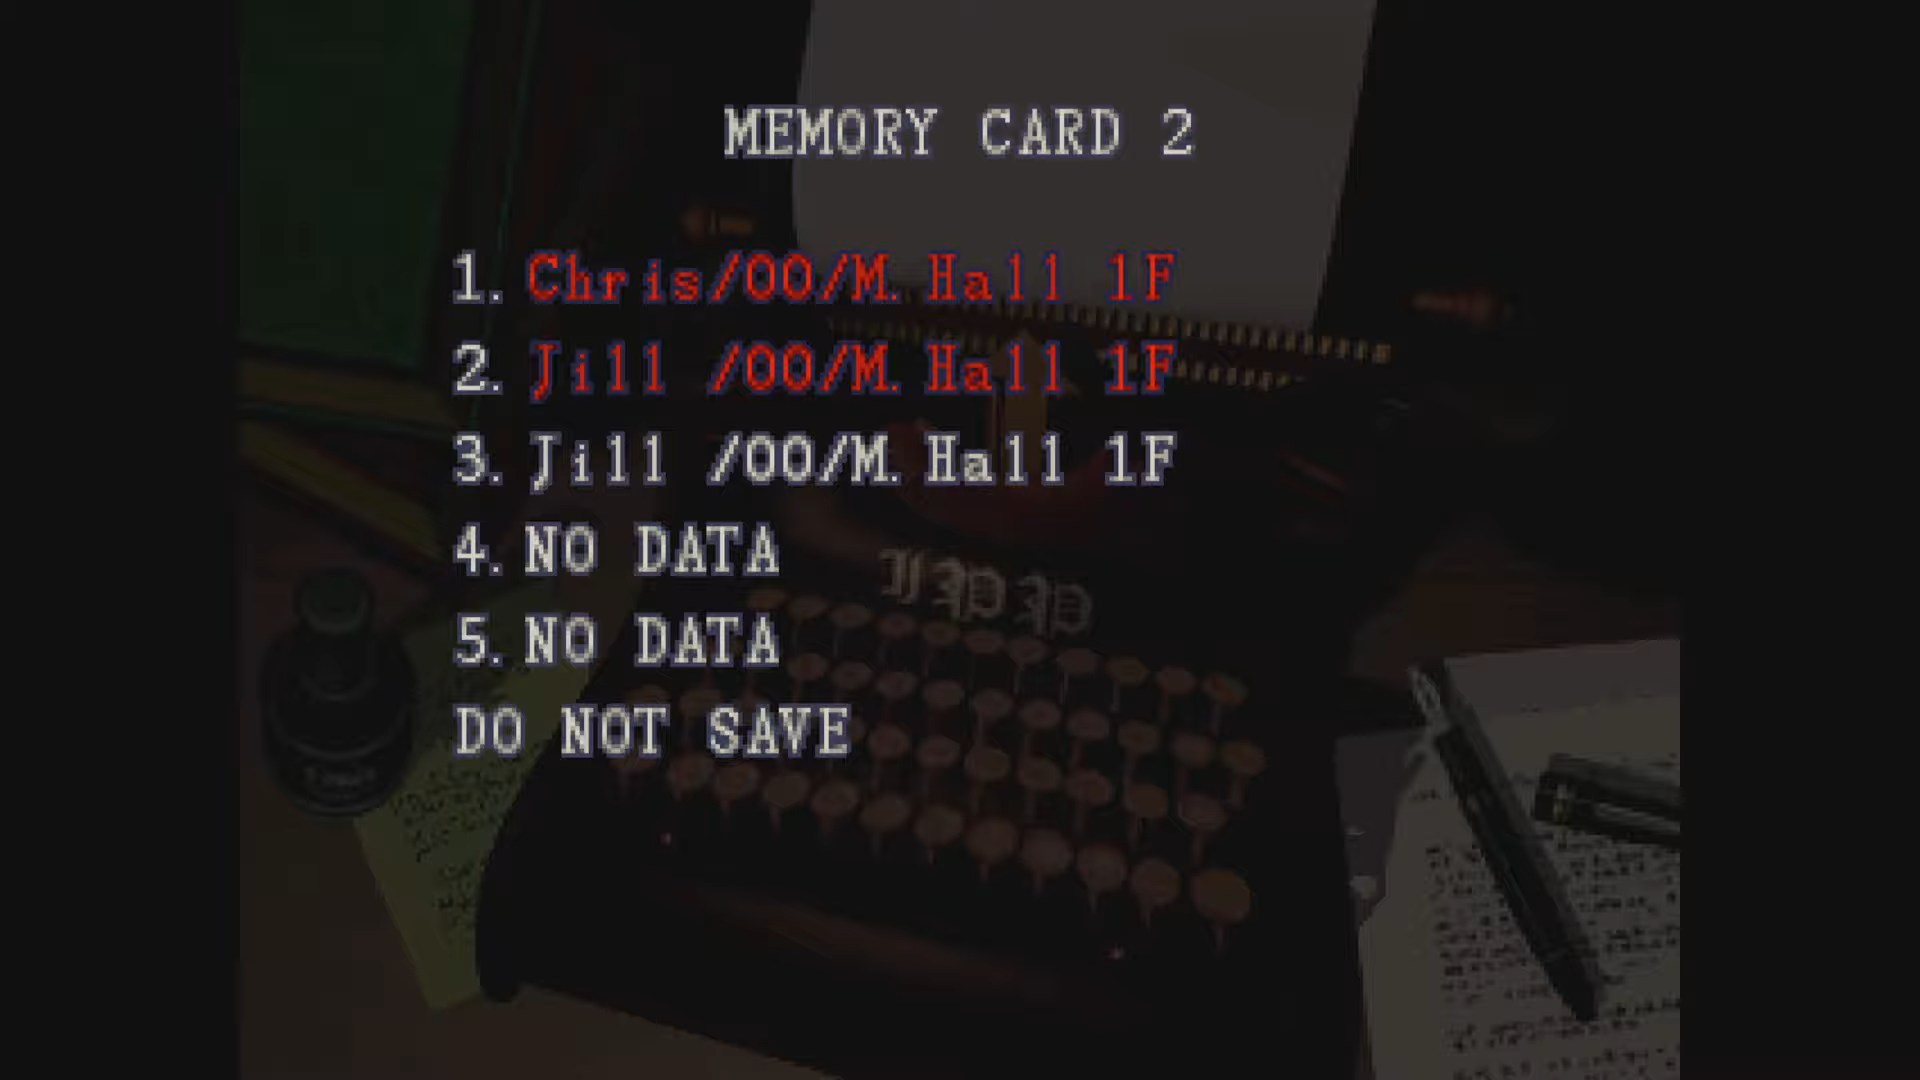 MEMORY CARD 2
1. Chris/00/M. Hall 1F
2. Jill /00/M. Hall 1F
3. Jill /00/M. Hall 1F
4. NO DATA
5. NO DATA
DO NOT SAVE